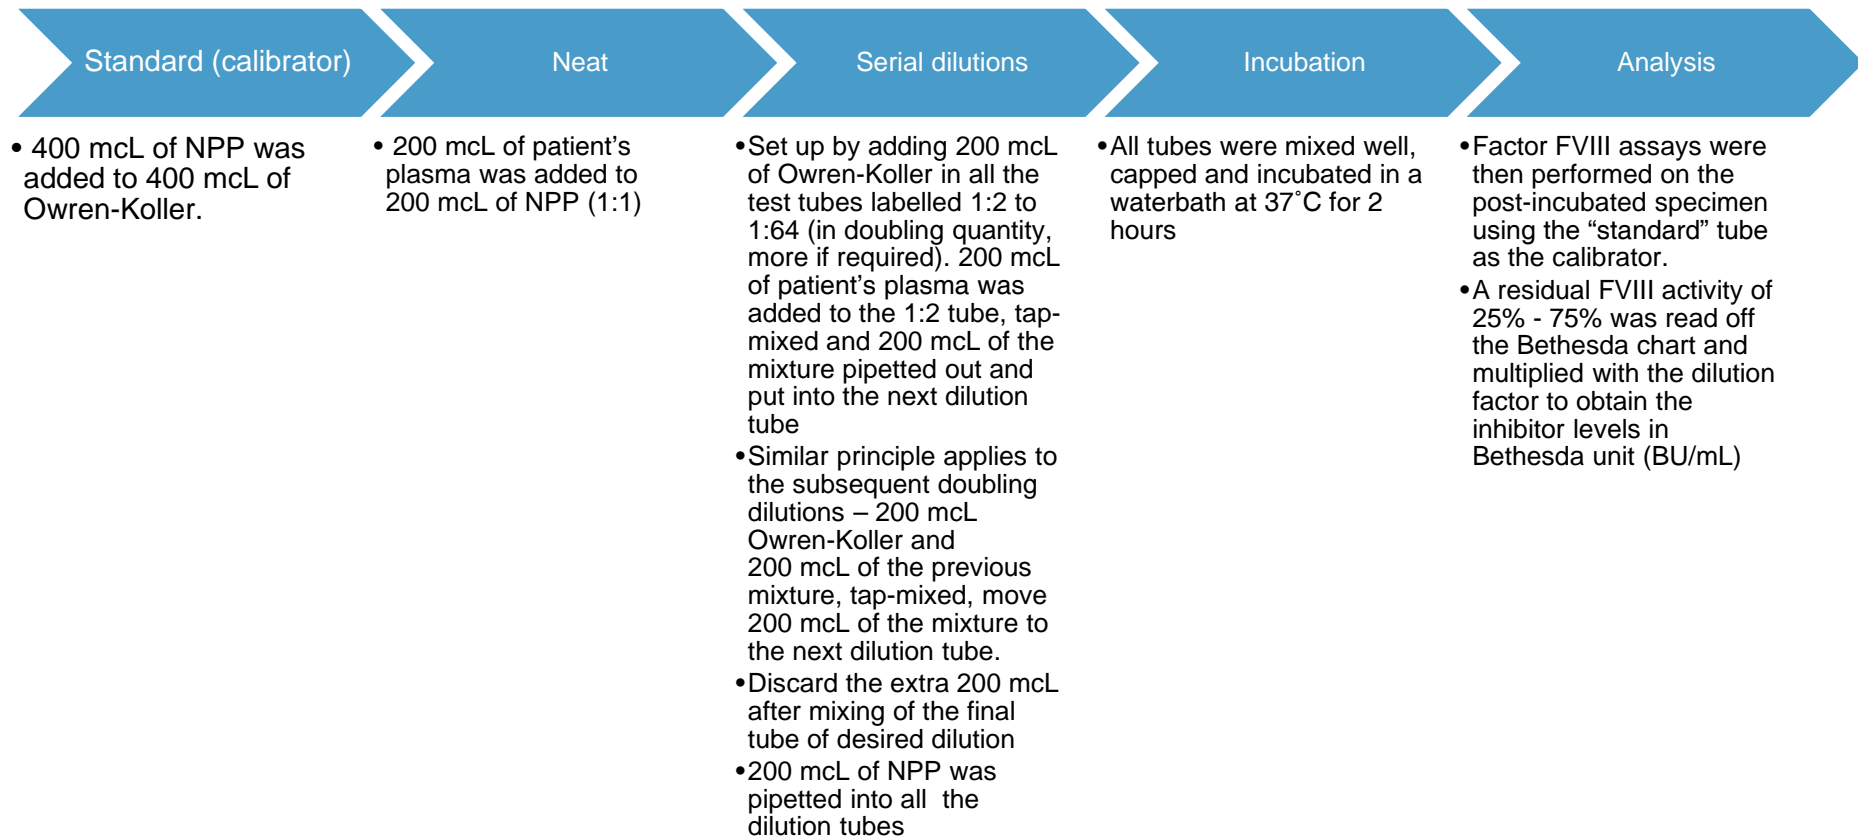 Standard (calibrator)
Neat
Serial dilutions
Incubation
Analysis
• 400 mcL of NPP was
added to 400 mcL of
Owren-Koller.
• 200 mcL of patient’s
plasma was added to
200 mcL of NPP (1:1)
•Set up by adding 200 mcL
of Owren-Koller in all the
test tubes labelled 1:2 to
1:64 (in doubling quantity,
more if required). 200 mcL
of patient’s plasma was
added to the 1:2 tube, tap-
mixed and 200 mcL of the
mixture pipetted out and
put into the next dilution
tube
•Similar principle applies to
the subsequent doubling
dilutions – 200 mcL
Owren-Koller and
200 mcL of the previous
mixture, tap-mixed, move
200 mcL of the mixture to
the next dilution tube.
•Discard the extra 200 mcL
after mixing of the final
tube of desired dilution
•200 mcL of NPP was
pipetted into all the
dilution tubes
•All tubes were mixed well,
capped and incubated in a
waterbath at 37˚C for 2
hours
•Factor FVIII assays were
then performed on the
post-incubated specimen
using the “standard” tube
as the calibrator.
•A residual FVIII activity of
25% - 75% was read off
the Bethesda chart and
multiplied with the dilution
factor to obtain the
inhibitor levels in
Bethesda unit (BU/mL)